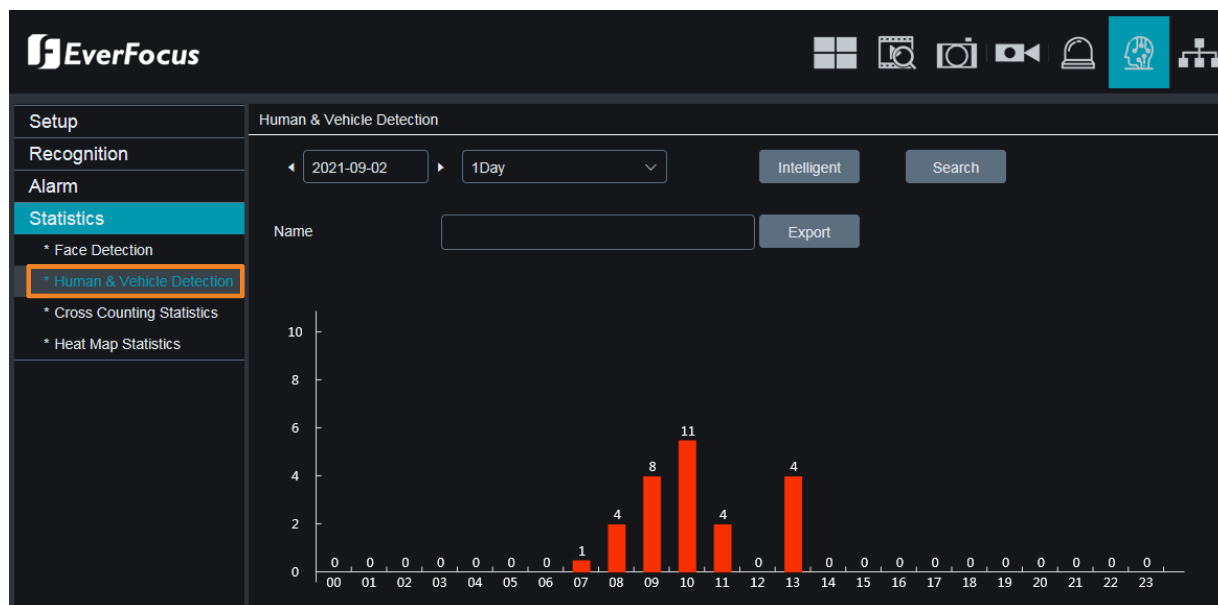 EverFocus
Setup
Recognition
Alarm
Statistics
* Face Detection
* Human & Vehicle Detection
* Cross Counting Statistics
* Heat Map Statistics
Human & Vehicle Detection
2021-09-02 1Day Intelligent Search
Name Export
10
8
6
4
2
0
11
8 4
4 4
1
0 0 0 0 0 0 0 0 0 0 0 0 0 0 0 0 0 0
00 01 02 03 04 05 06 07 08 09 10 11 12 13 14 15 16 17 18 19 20 21 22 23